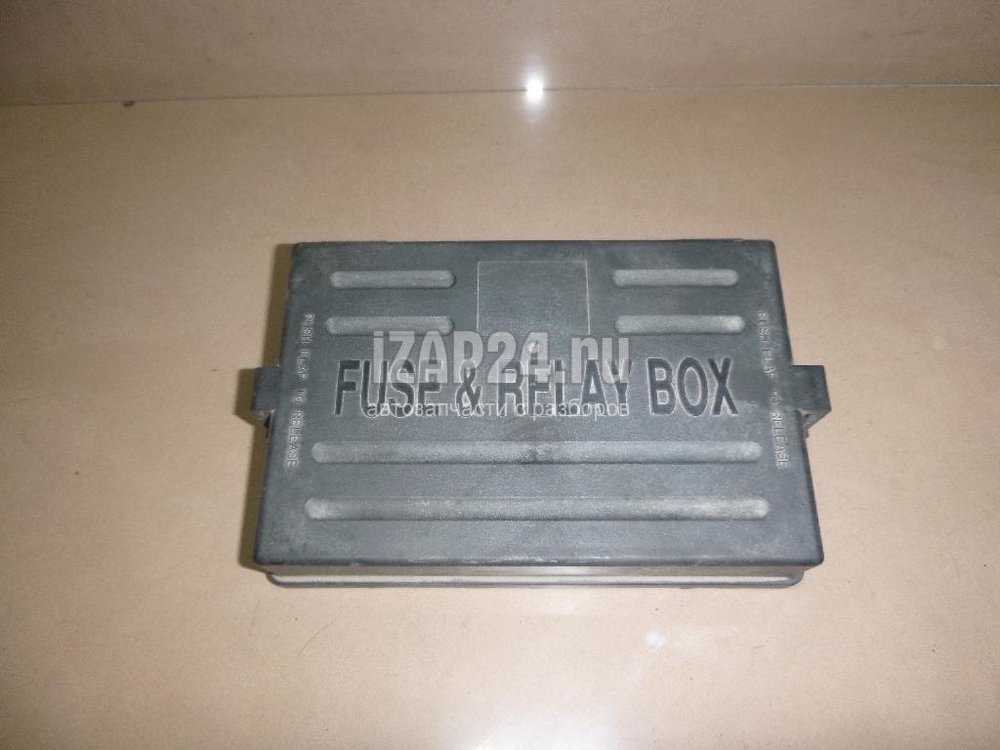 iZAP24.ru
FUSE & RELAY BOX
автозапчасти с разборов
PUSH FLAP TO RELEASE
PUSH FLAP TO RELEASE